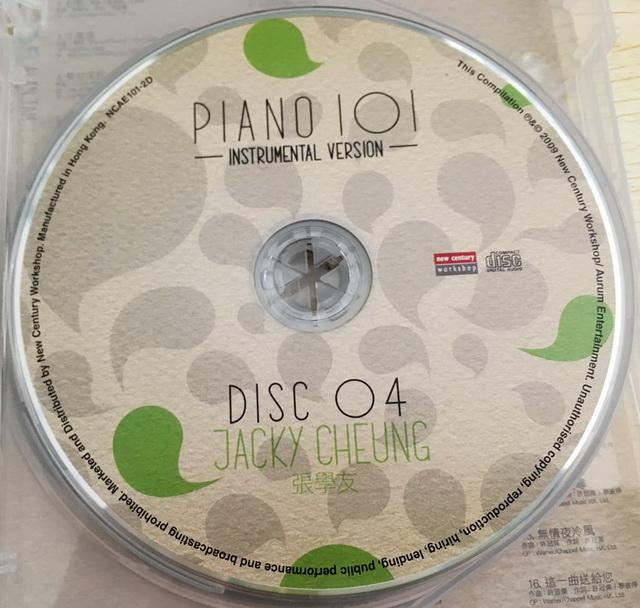 PIANO 101
INSTRUMENTAL VERSION
new century
workshop
COMPACT
disc
DIGITAL AUDIO
DISC 04
JACKY CHEUNG
張學友
This Compilation ℗&© 2009 New Century Workshop/ Aurum Entertainment. Unauthorised copying, reproduction, hiring, lending, public performance and broadcasting prohibited. Marketed and Distributed by New Century Workshop. Manufactured in Hong Kong. NCAE101-2D
無情夜冷風
16. 這一曲送給您